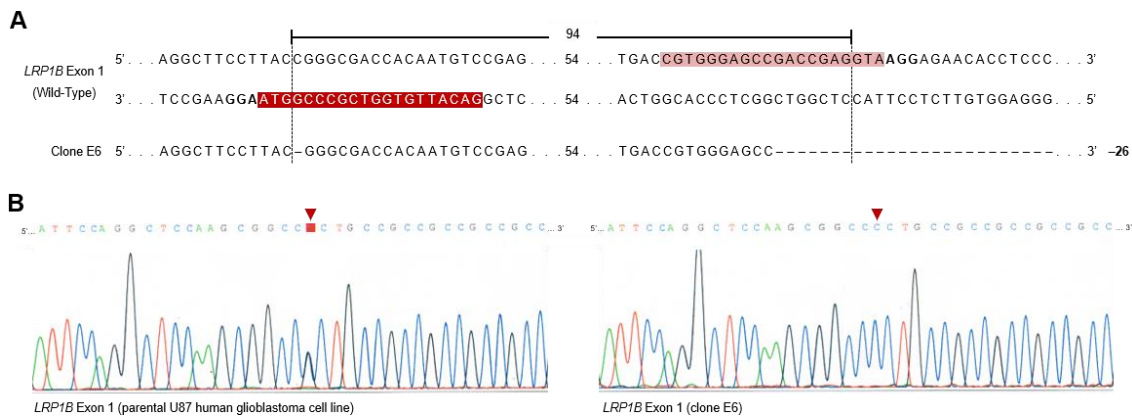 A
94
5' . . . AGGCTTCCTTACCGGGCGACCACAATGTCCGAG . . . 54 . . . TGACCGTGGGAGCCGACCGAGGTAAGGAGAACACCTCCC . . . 3'
LRP1B Exon 1
(Wild-Type)
3' . . . TCCGAAGGAATGGCCCGCTGGTGTTACAGGCTC . . . 54 . . . ACTGGCACCCTCGGCTGGCTCCATTCCTCTTGTGGAGGG . . . 5'
Clone E6 5' . . . AGGCTTCCTTAC–GGGCGACCACAATGTCCGAG . . . 54 . . . TGACCGTGGGAGCC–––––––––––––––––––––––––. . . 3' –26
B
5'... A T T C C A G G C T C C A A G C G G C C C T G C C G C C G C C G C C ... 3'
5'... A T T C C A G G C T C C A A G C G G C C C C T G C C G C C G C C G C C ... 3'
LRP1B Exon 1 (parental U87 human glioblastoma cell line)
LRP1B Exon 1 (clone E6)